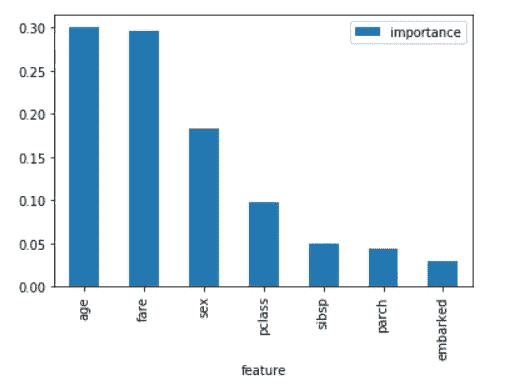 importance
0.30
0.25
0.20
0.15
0.10
0.05
0.00
age
fare
sex
pclass
sibsp
parch
embarked
feature